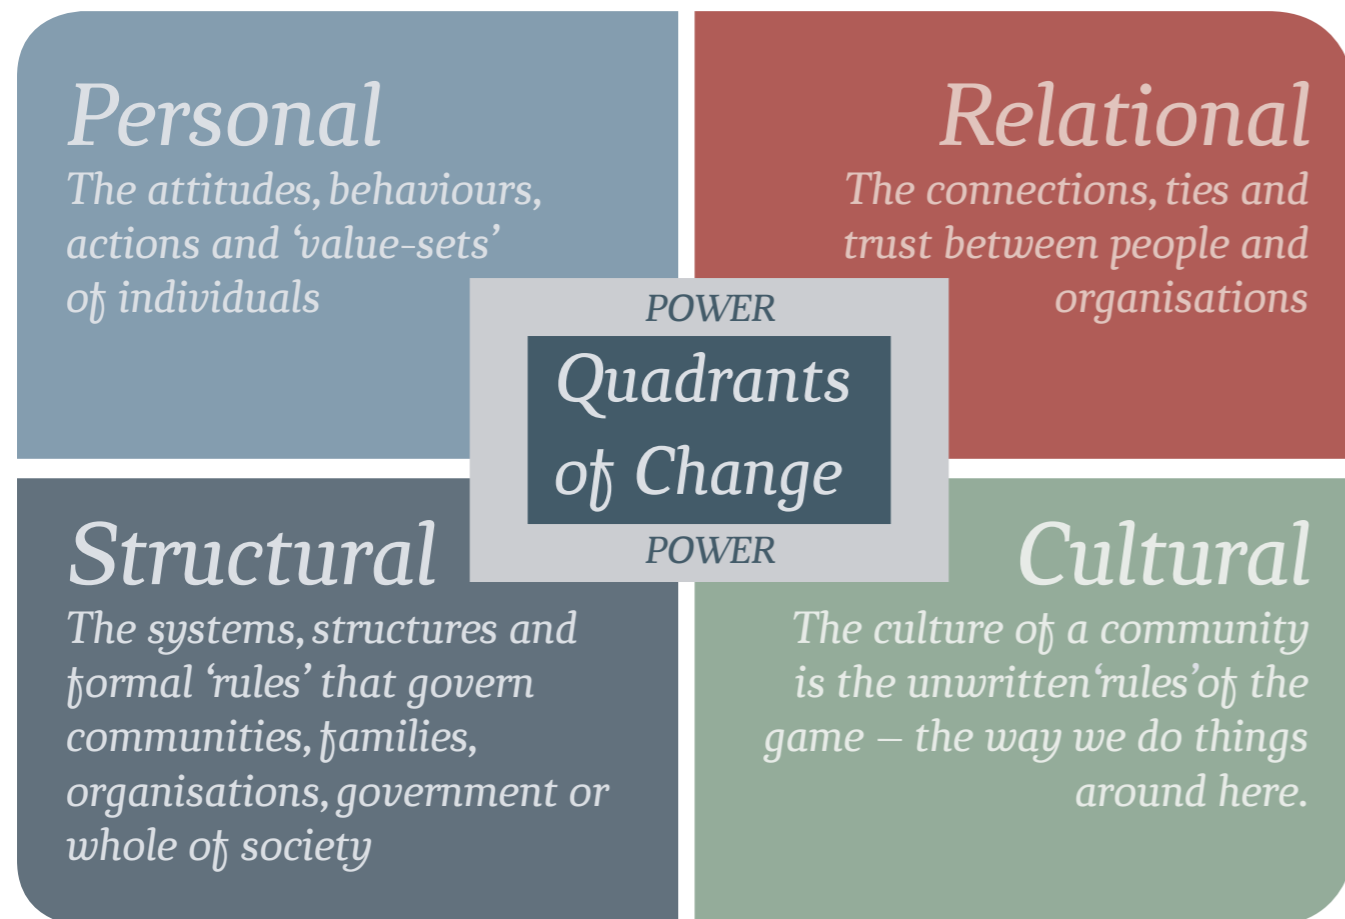 Personal
The attitudes, behaviours,
actions and ‘value-sets’
of individuals
Relational
The connections, ties and
trust between people and
organisations
POWER
Quadrants
of Change
POWER
Structural
The systems, structures and
formal ‘rules’ that govern
communities, families,
organisations, government or
whole of society
Cultural
The culture of a community
is the unwritten‘rules’of the
game – the way we do things
around here.